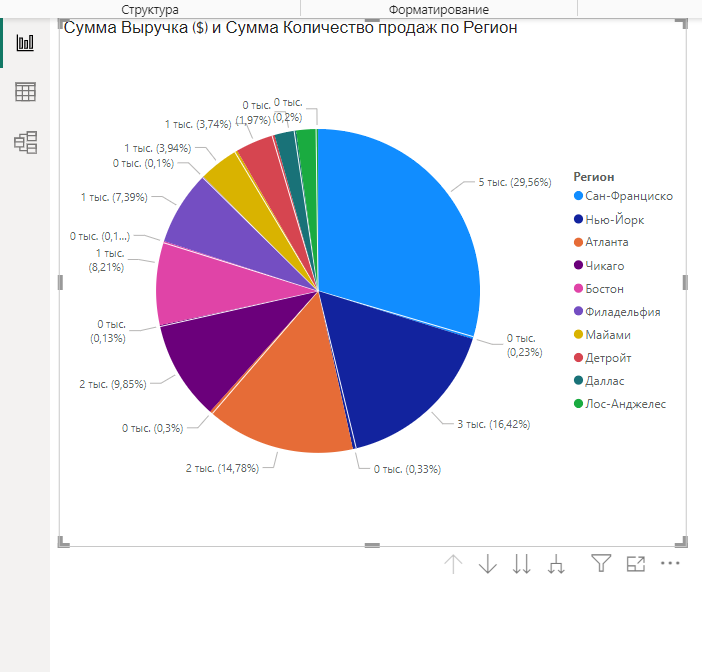 Структура
Форматирование
Сумма Выручка ($) и Сумма Количество продаж по Регион
0 тыс.
(1,97%)
0 тыс.
(0,2%)
1 тыс. (3,74%)
1 тыс. (3,94%)
0 тыс. (0,1%)
1 тыс. (7,39%)
0 тыс. (0,1...)
1 тыс.
(8,21%)
0 тыс.
(0,13%)
2 тыс. (9,85%)
0 тыс. (0,3%)
2 тыс. (14,78%)
0 тыс. (0,33%)
3 тыс. (16,42%)
0 тыс.
(0,23%)
5 тыс. (29,56%)
Регион
Сан-Франциско
Нью-Йорк
Атланта
Чикаго
Бостон
Филадельфия
Майами
Детройт
Даллас
Лос-Анджелес